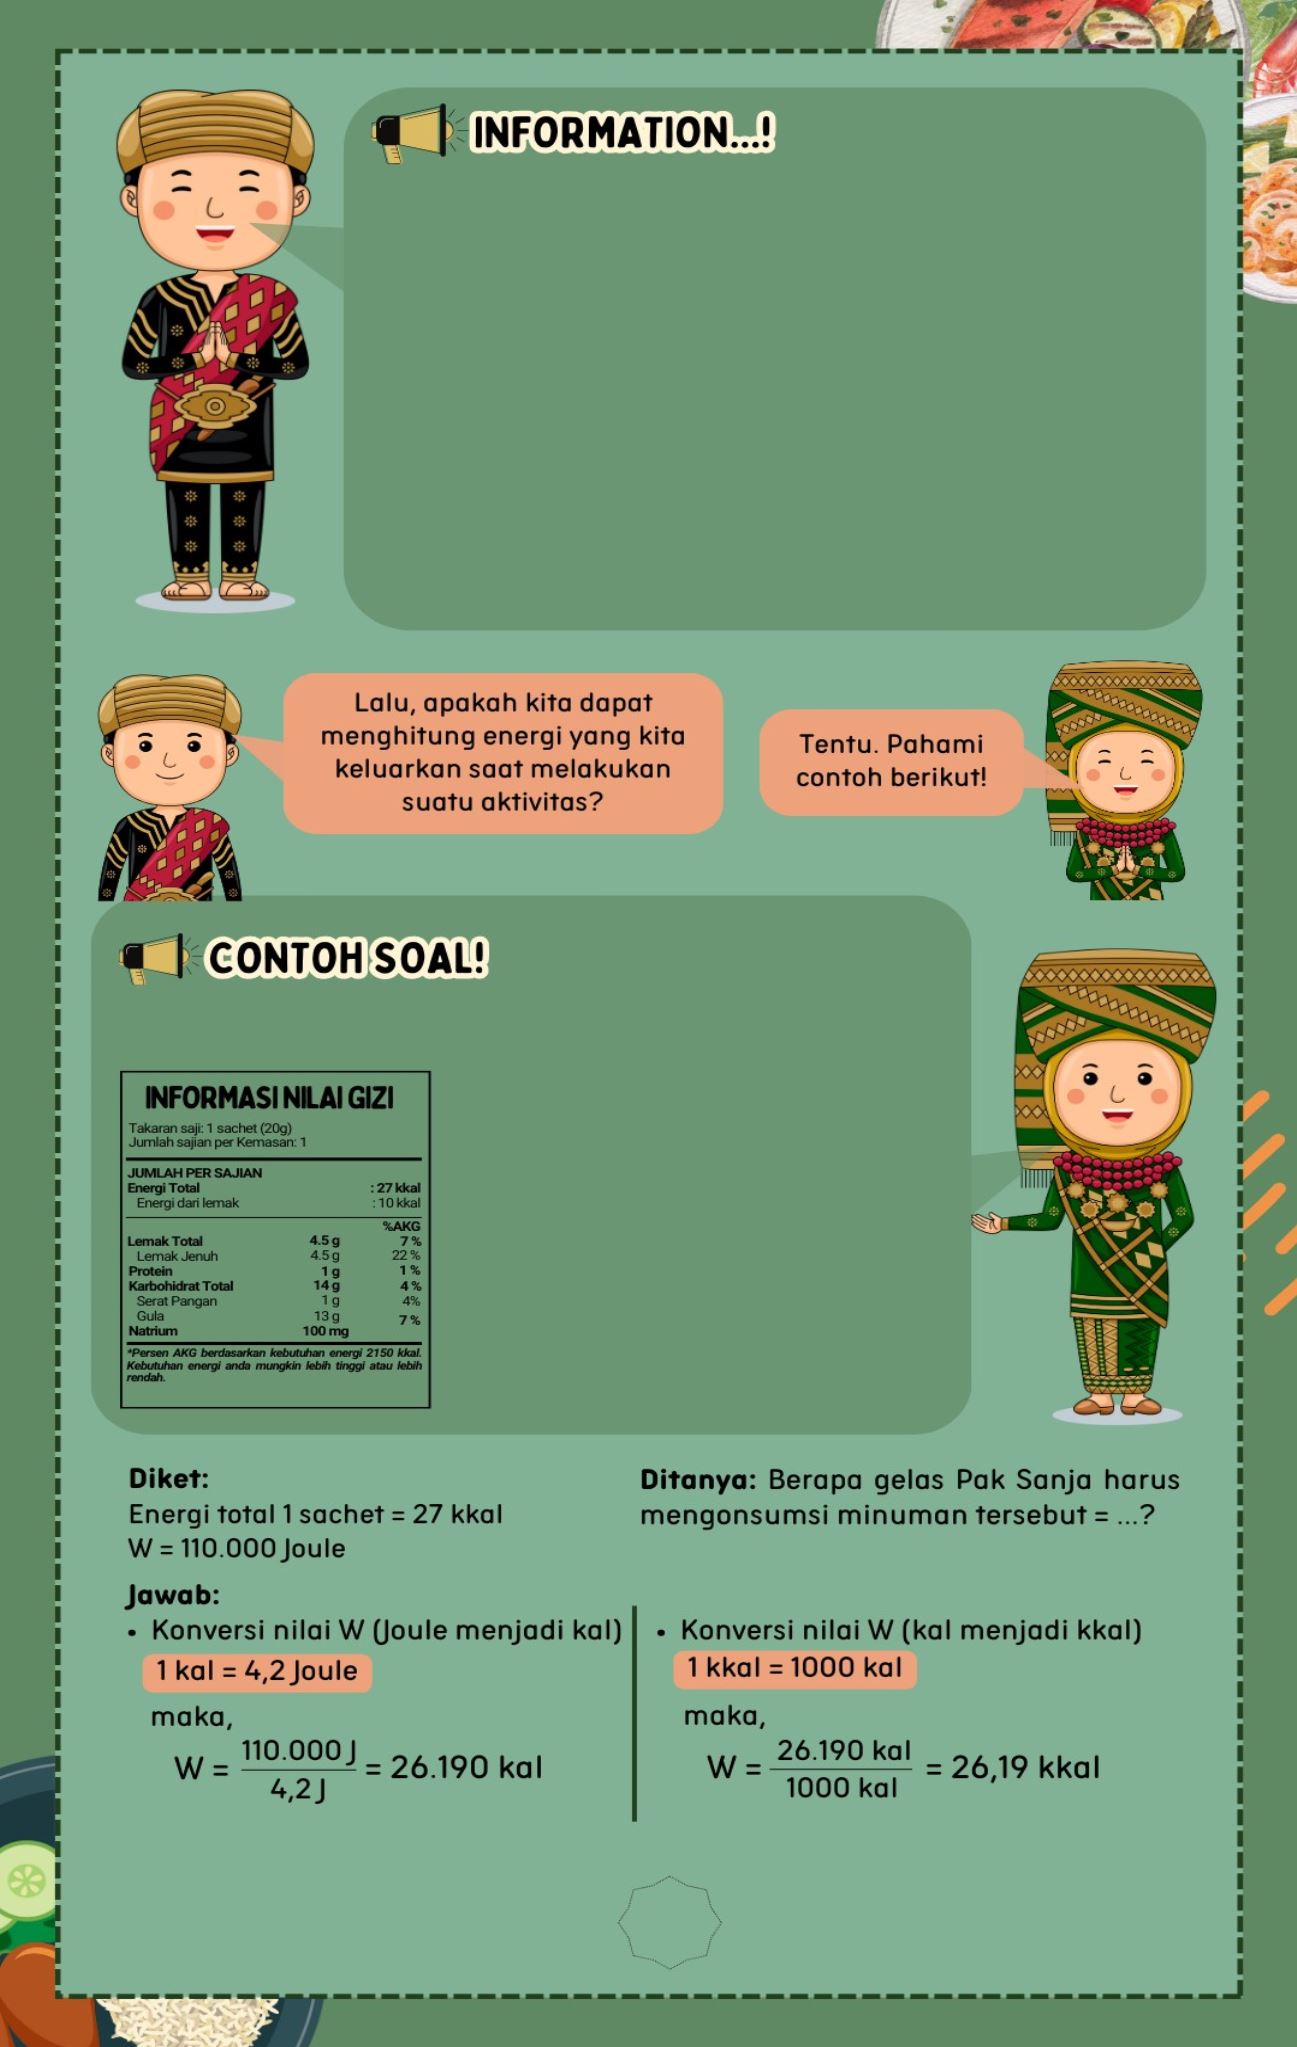 INFORMATION...!
Lalu, apakah kita dapat
menghitung energi yang kita
keluarkan saat melakukan
suatu aktivitas?
Tentu. Pahami
contoh berikut!
CONTOH SOAL!
INFORMASI NILAI GIZI
Takaran saji: 1 sachet (20g)
Jumlah sajian per Kemasan: 1
JUMLAH PER SAJIAN
Energi Total : 27 kkal
Energi dari lemak : 10 kkal
%AKG
Lemak Total 4.5 g 7 %
Lemak Jenuh 4.5 g 22 %
Protein 1 g 1 %
Karbohidrat Total 14 g 4 %
Serat Pangan 1 g 4%
Gula 13 g 7 %
Natrium 100 mg
*Persen AKG berdasarkan kebutuhan energi 2150 kkal.
Kebutuhan energi anda mungkin lebih tinggi atau lebih
rendah.
Diket:
Energi total 1 sachet = 27 kkal
W = 110.000 Joule
Ditanya: Berapa gelas Pak Sanja harus
mengonsumsi minuman tersebut = ...?
Jawab:
• Konversi nilai W (Joule menjadi kal)
1 kal = 4,2 Joule
maka,
W = 110.000 J / 4,2 J = 26.190 kal
• Konversi nilai W (kal menjadi kkal)
1 kkal = 1000 kal
maka,
W = 26.190 kal / 1000 kal = 26,19 kkal